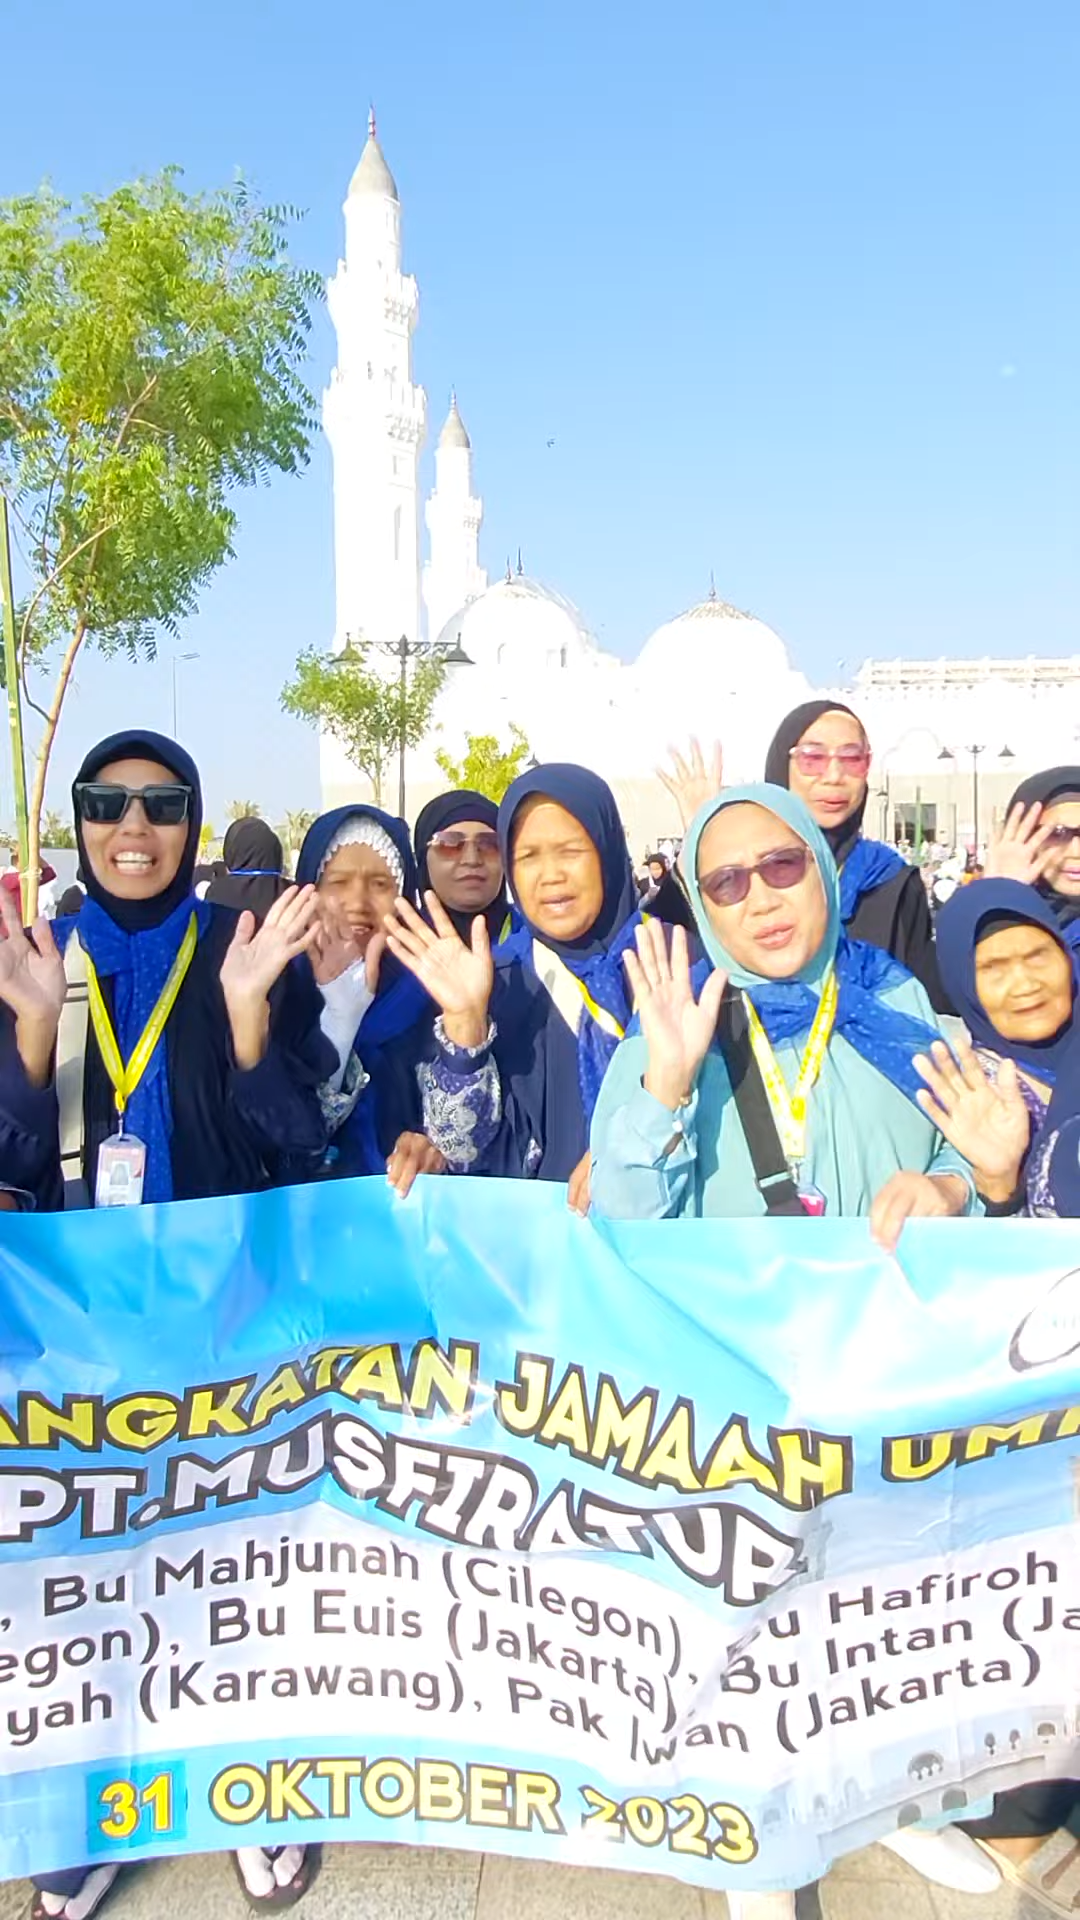 ANGKATAN JAMAAH UM
PT.MUSFIRATUR
, Bu Mahjunah (Cilegon), Bu Hafiroh
egon), Bu Euis (Jakarta), Bu Intan (Ja
yah (Karawang), Pak Iwan (Jakarta)
31 OKTOBER 2023